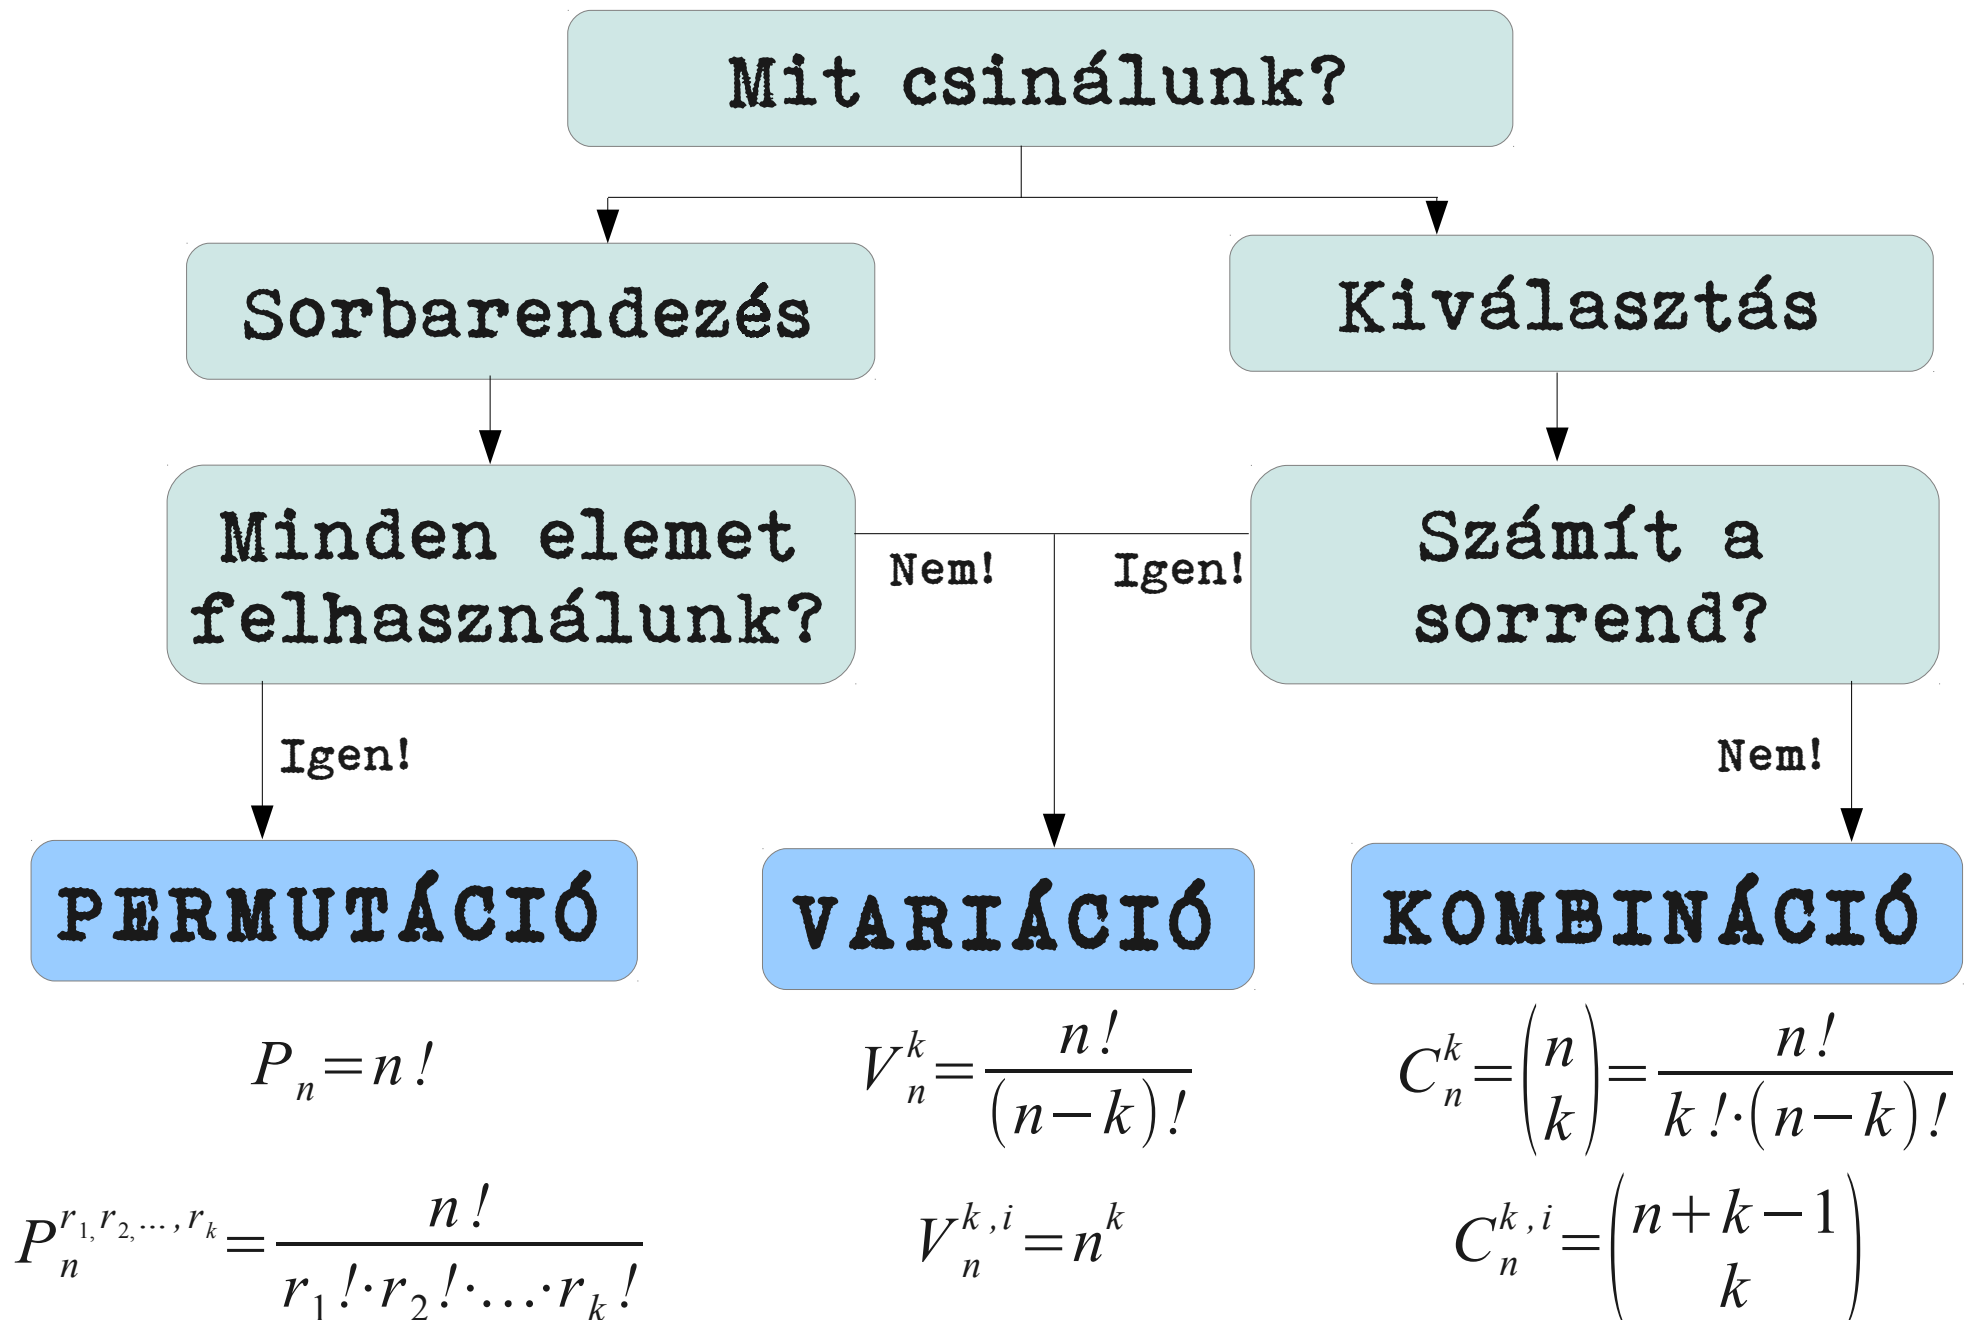 Mit csinálunk?
Sorbarendezés
Kiválasztás
Minden elemet
felhasználunk?
Nem!
Igen!
Számít a
sorrend?
Igen!
Nem!
PERMUTÁCIÓ
VARIÁCIÓ
KOMBINÁCIÓ
P_n = n!
V_n^k = n! / (n−k)!
C_n^k = (n k) = n! / (k!·(n−k)!)
P_n^{r_1, r_2, ..., r_k} = n! / (r_1!·r_2!·...·r_k!)
V_n^{k,i} = n^k
C_n^{k,i} = (n+k−1 k)